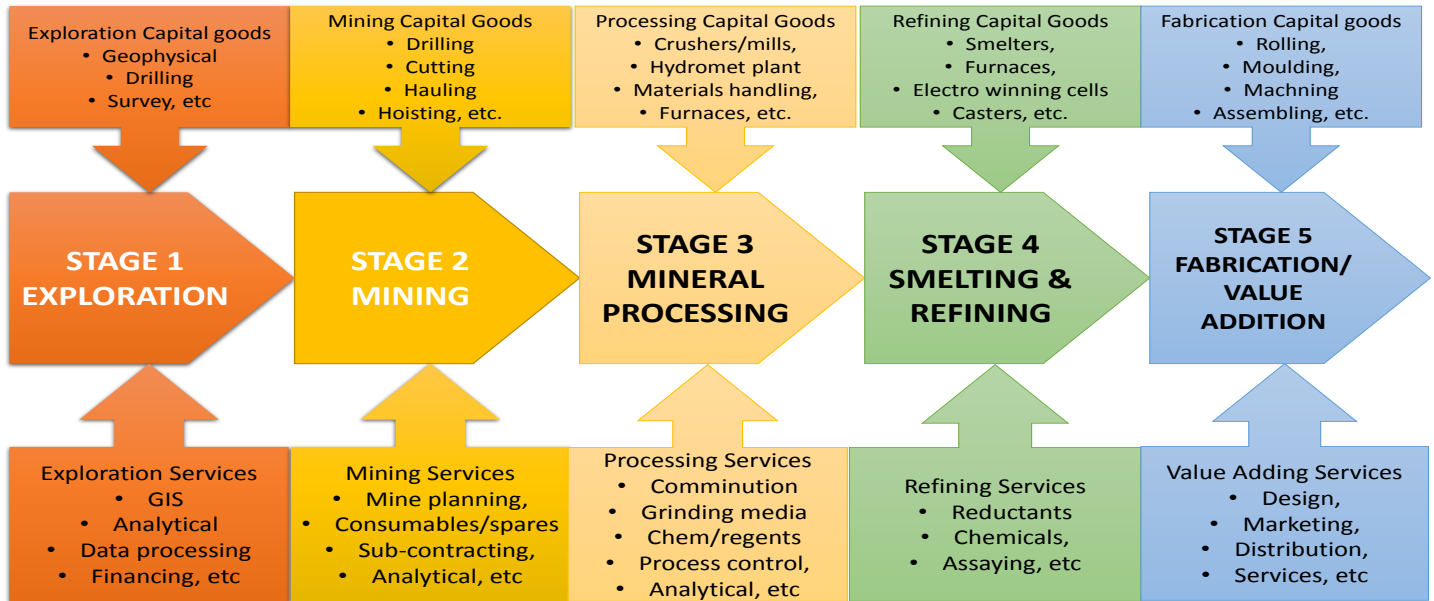 Exploration Capital goods
• Geophysical
• Drilling
• Survey, etc
Mining Capital Goods
• Drilling
• Cutting
• Hauling
• Hoisting, etc.
Processing Capital Goods
• Crushers/mills,
• Hydromet plant
• Materials handling,
• Furnaces, etc.
Refining Capital Goods
• Smelters,
• Furnaces,
• Electro winning cells
• Casters, etc.
Fabrication Capital goods
• Rolling,
• Moulding,
• Machning
• Assembling, etc.
STAGE 1
EXPLORATION
STAGE 2
MINING
STAGE 3
MINERAL
PROCESSING
STAGE 4
SMELTING &
REFINING
STAGE 5
FABRICATION/
VALUE
ADDITION
Exploration Services
• GIS
• Analytical
• Data processing
• Financing, etc
Mining Services
• Mine planning,
• Consumables/spares
• Sub-contracting,
• Analytical, etc
Processing Services
• Comminution
• Grinding media
• Chem/regents
• Process control,
• Analytical, etc
Refining Services
• Reductants
• Chemicals,
• Assaying, etc
Value Adding Services
• Design,
• Marketing,
• Distribution,
• Services, etc